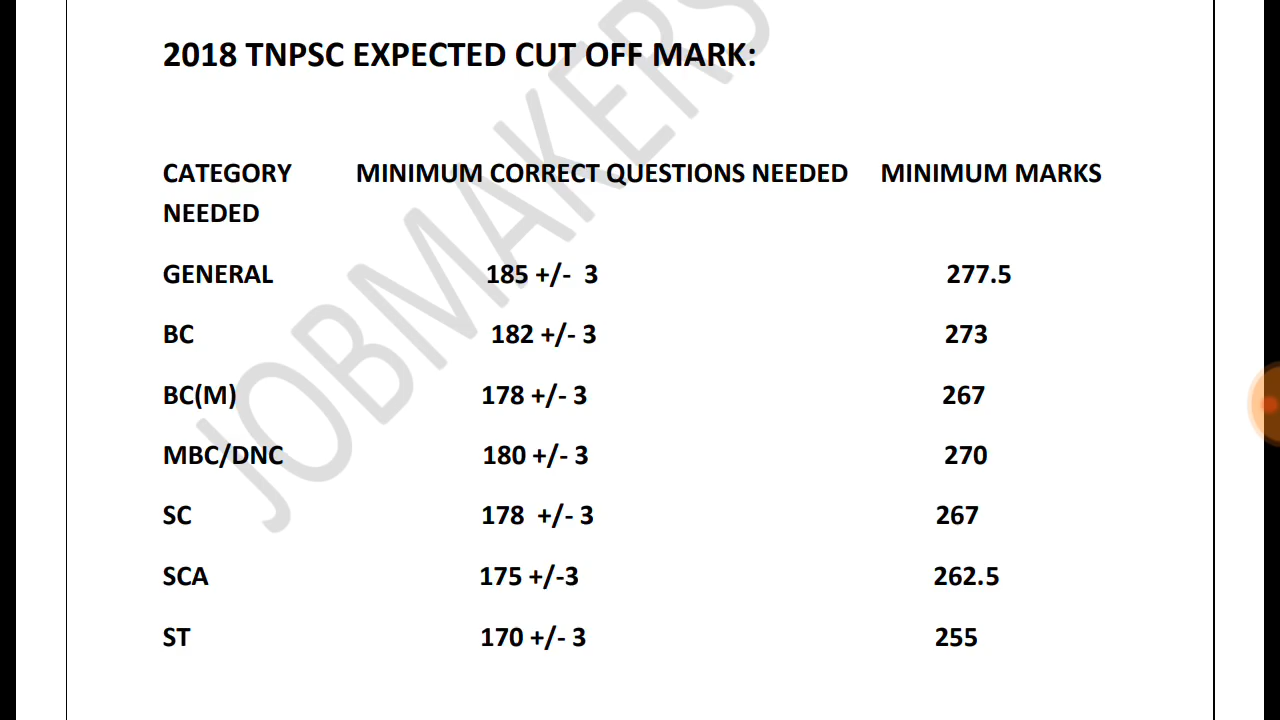 2018 TNPSC EXPECTED CUT OFF MARK:
CATEGORY MINIMUM CORRECT QUESTIONS NEEDED MINIMUM MARKS
NEEDED
GENERAL 185 +/- 3 277.5
BC 182 +/- 3 273
BC(M) 178 +/- 3 267
MBC/DNC 180 +/- 3 270
SC 178 +/- 3 267
SCA 175 +/-3 262.5
ST 170 +/- 3 255
JOBMAKERS